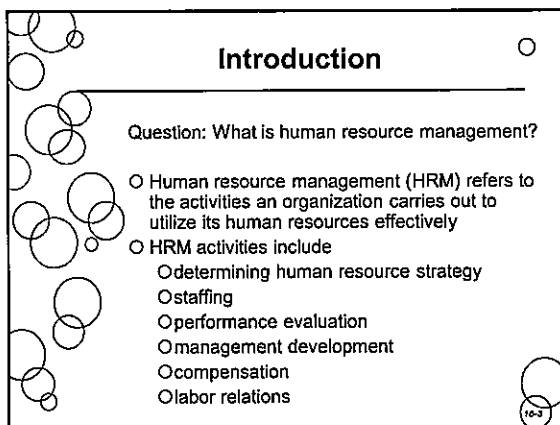 Introduction
Question: What is human resource management?
Human resource management (HRM) refers to
the activities an organization carries out to
utilize its human resources effectively
HRM activities include
determining human resource strategy
staffing
performance evaluation
management development
compensation
labor relations